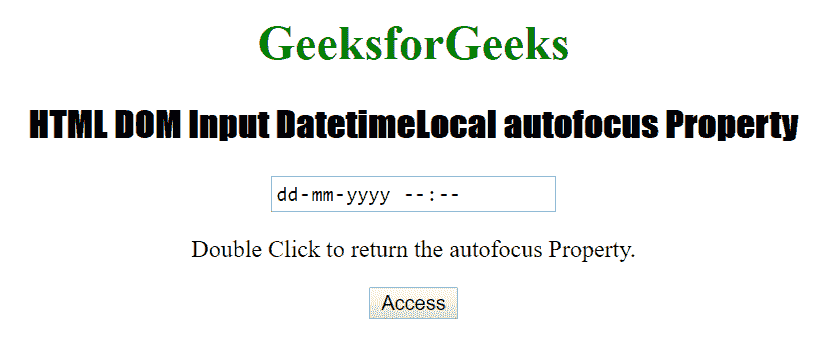 GeeksforGeeks
HTML DOM Input DatetimeLocal autofocus Property
dd-mm-yyyy --:--
Double Click to return the autofocus Property.
Access